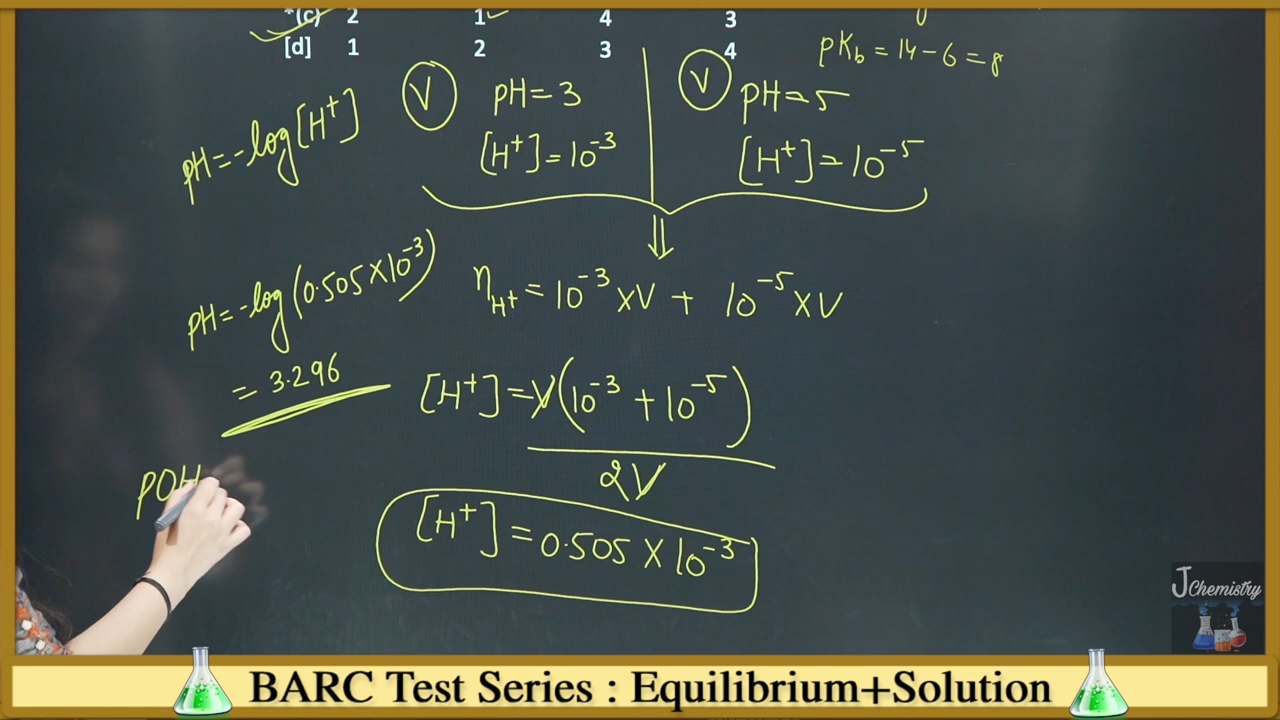 *(c) 2 1 4 3
[d] 1 2 3 4
pKb = 14 - 6 = 8
pH = -log[H+]
V pH = 3
[H+] = 10-3
V pH = 5
[H+] = 10-5
⇓
nH+ = 10-3 x V + 10-5 x V
pH = -log(0.505 x 10-3)
= 3.296
[H+] = V(10-3 + 10-5)
2V
[H+] = 0.505 x 10-3
POH
J Chemistry
BARC Test Series : Equilibrium+Solution